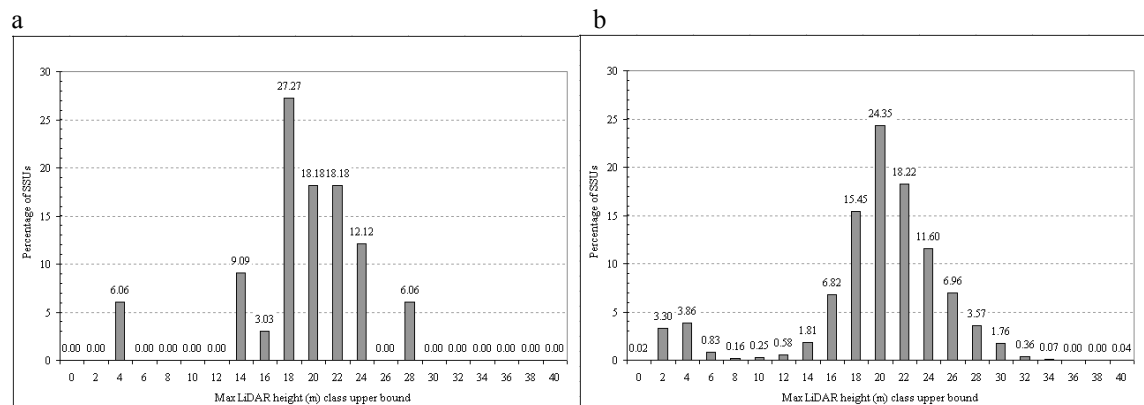 a
30
25
20
15
10
5
0
Percentage of SSUs
0.00 0.00 6.06 0.00 0.00 0.00 0.00 9.09 3.03 27.27 18.18 18.18 12.12 0.00 6.06 0.00 0.00 0.00 0.00 0.00 0.00
0 2 4 6 8 10 12 14 16 18 20 22 24 26 28 30 32 34 36 38 40
Max LiDAR height (m) class upper bound
b
30
25
20
15
10
5
0
Percentage of SSUs
0.02 3.30 3.86 0.83 0.16 0.25 0.58 1.81 6.82 15.45 24.35 18.22 11.60 6.96 3.57 1.76 0.36 0.07 0.00 0.00 0.04
0 2 4 6 8 10 12 14 16 18 20 22 24 26 28 30 32 34 36 38 40
Max LiDAR height (m) class upper bound